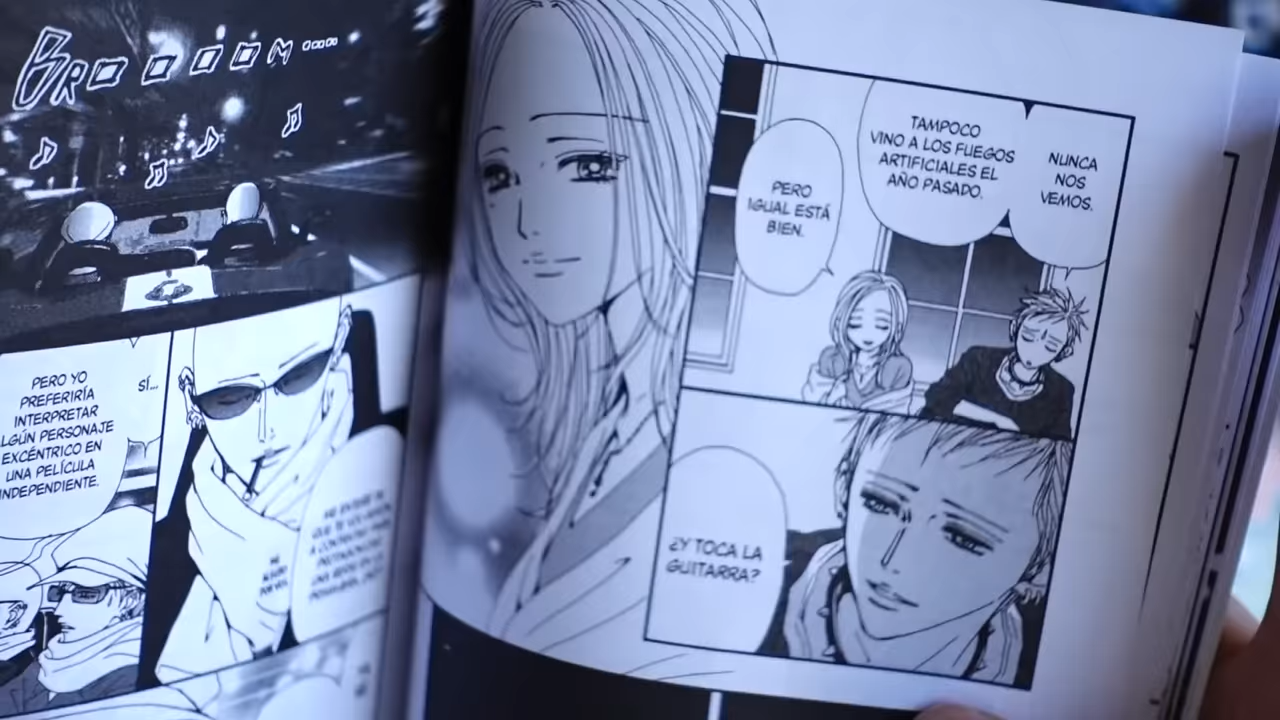 NUNCA
NOS
VEMOS.
TAMPOCO
VINO A LOS FUEGOS
ARTIFICIALES EL
AÑO PASADO.
PERO
IGUAL ESTÁ
BIEN.
¿Y TOCA LA
GUITARRA?
BROOOOM....
SÍ...
PERO YO
PREFERIRÍA
INTERPRETAR
LGÚN PERSONAJE
EXCÉNTRICO EN
UNA PELÍCULA
INDEPENDIENTE.